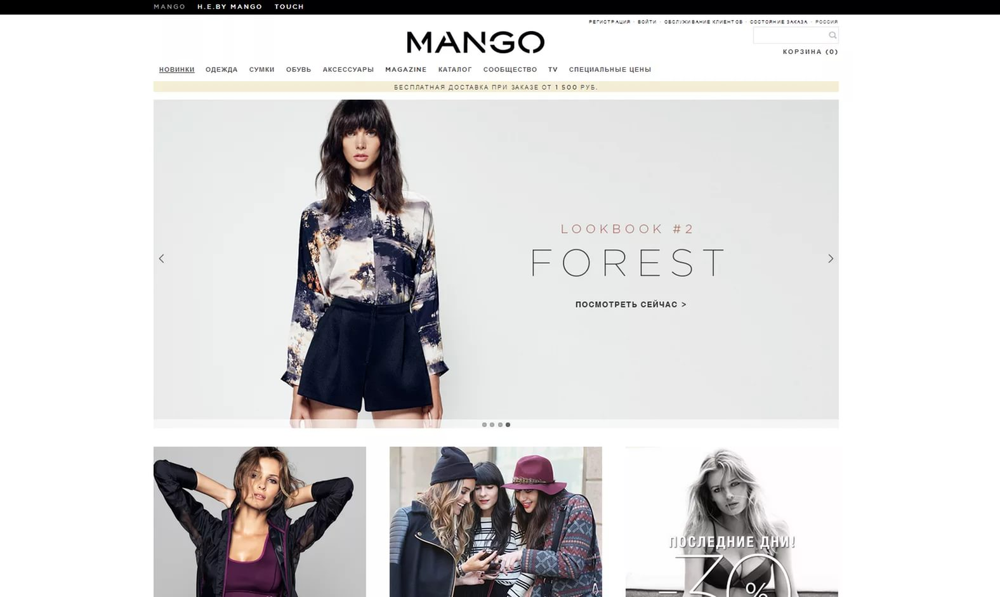 MANGO H.E.BY MANGO TOUCH
РЕГИСТРАЦИЯ · ВОЙТИ · ОБСЛУЖИВАНИЕ КЛИЕНТОВ · СОСТОЯНИЕ ЗАКАЗА · РОССИЯ
MANGO
КОРЗИНА (0)
НОВИНКИ ОДЕЖДА СУМКИ ОБУВЬ АКСЕССУАРЫ MAGAZINE КАТАЛОГ СООБЩЕСТВО TV СПЕЦИАЛЬНЫЕ ЦЕНЫ
БЕСПЛАТНАЯ ДОСТАВКА ПРИ ЗАКАЗЕ ОТ 1 500 РУБ.
LOOKBOOK #2
FOREST
ПОСМОТРЕТЬ СЕЙЧАС >
ПОСЛЕДНИЕ ДНИ!
-30%